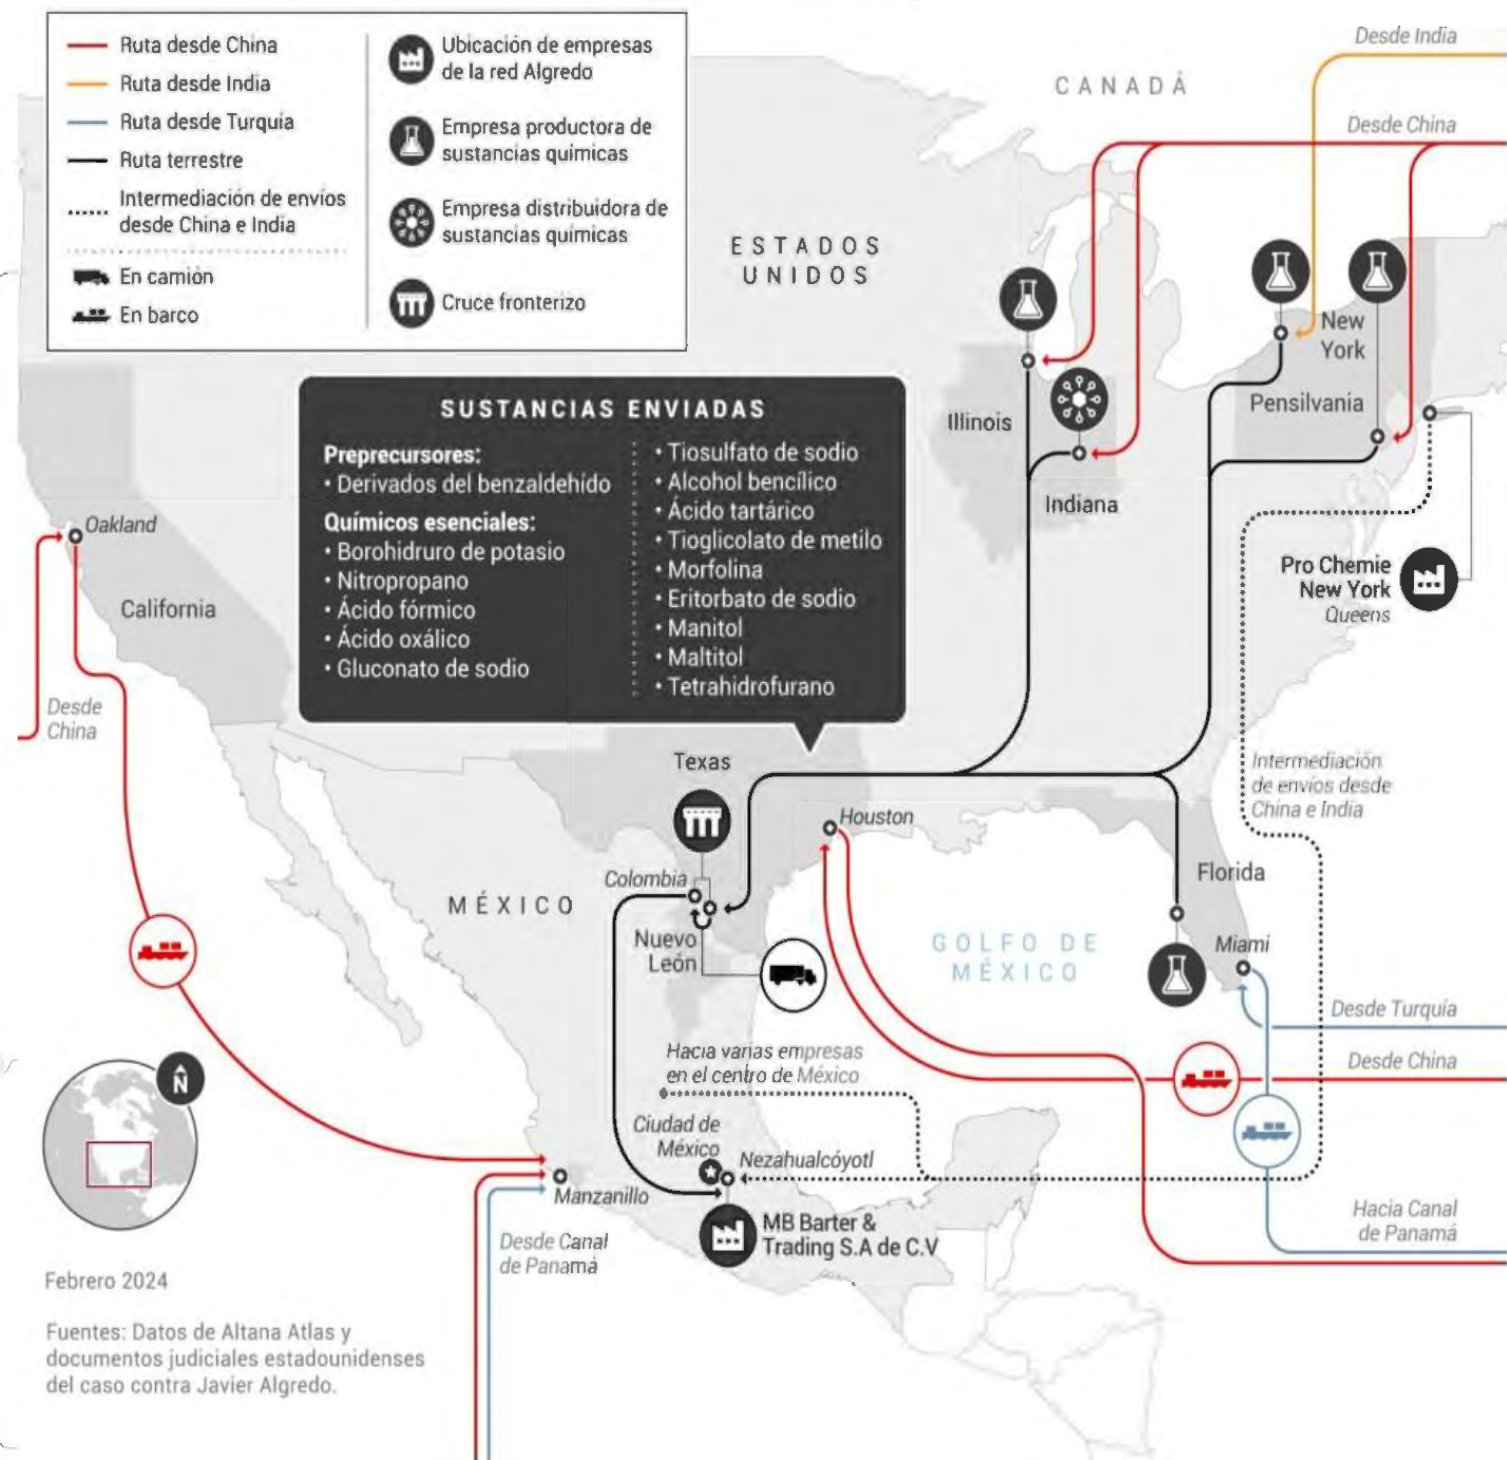 Ruta desde China
Ruta desde India
Ruta desde Turquía
Ruta terrestre
Intermediación de envíos
desde China e India
En camión
En barco
Ubicación de empresas
de la red Algredo
Empresa productora de
sustancias químicas
Empresa distribuidora de
sustancias químicas
Cruce fronterizo
CANADÁ
Desde India
Desde China
ESTADOS
UNIDOS
New
York
Pensilvania
Illinois
Indiana
SUSTANCIAS ENVIADAS
Preprecursores:
• Derivados del benzaldehído
Químicos esenciales:
• Borohidruro de potasio
• Nitropropano
• Ácido fórmico
• Ácido oxálico
• Gluconato de sodio
• Tiosulfato de sodio
• Alcohol bencílico
• Ácido tartárico
• Tioglicolato de metilo
• Morfolina
• Eritorbato de sodio
• Manitol
• Maltitol
• Tetrahidrofurano
Oakland
California
Desde
China
Pro Chemie
New York
Queens
Texas
Houston
Intermediación
de envíos desde
China e India
Colombia
MÉXICO
Nuevo
León
Florida
Miami
GOLFO DE
MÉXICO
Desde Turquía
Desde China
Hacia varias empresas
en el centro de México
Ciudad de
México
Nezahualcóyotl
Manzanillo
MB Barter &
Trading S.A de C.V
Hacia Canal
de Panamá
Desde Canal
de Panamá
N
Febrero 2024
Fuentes: Datos de Altana Atlas y
documentos judiciales estadounidenses
del caso contra Javier Algredo.